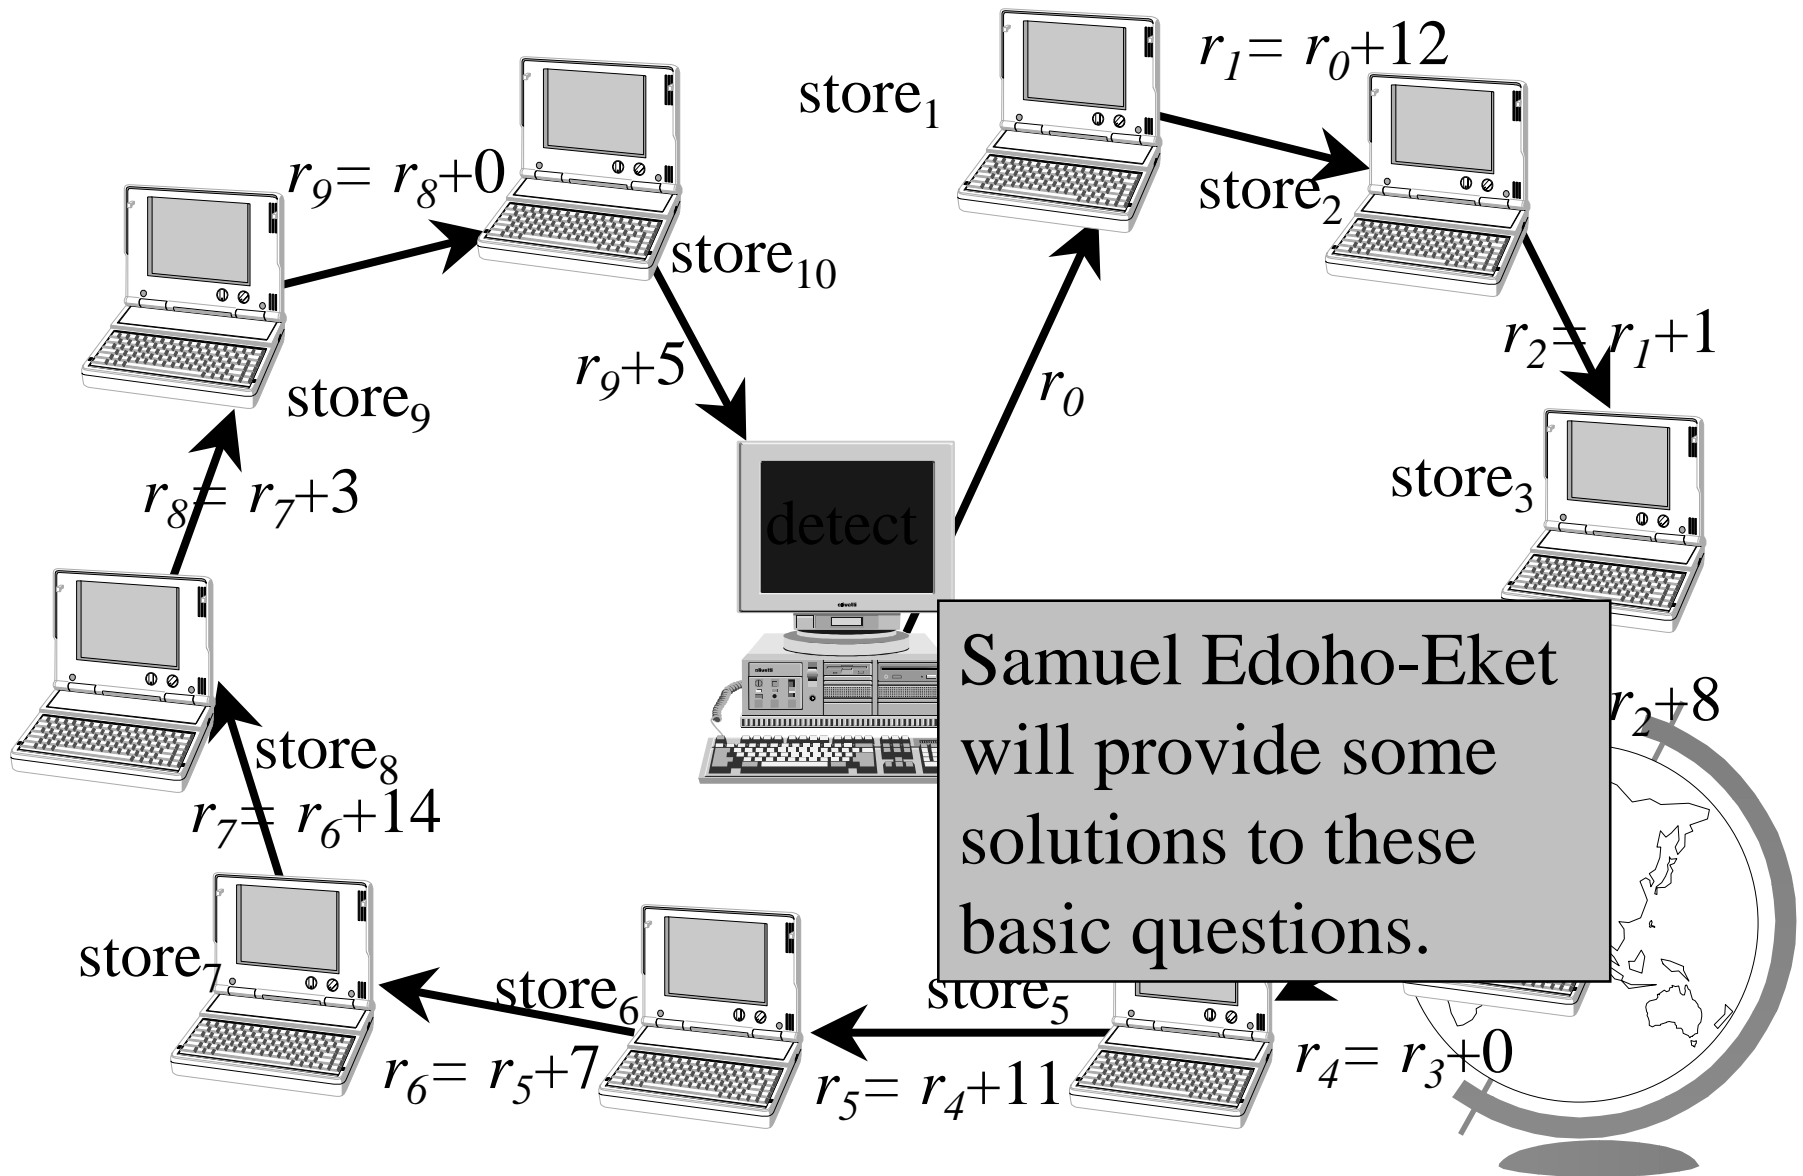 r1= r0+12
store1
store2
r9= r8+0
store10
r2= r1+1
r9+5
r0
store9
store3
r8= r7+3
detect
olivetti
olivetti
Samuel Edoho-Eket
will provide some
solutions to these
basic questions.
r2+8
store8
r7= r6+14
store7
store6
store5
r6= r5+7
r5= r4+11
r4= r3+0